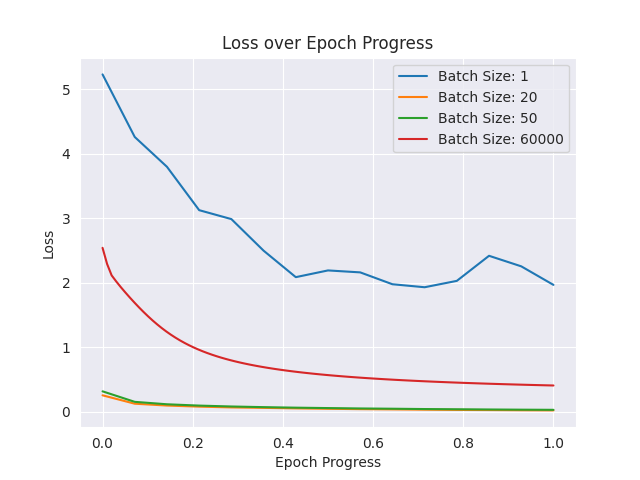 Loss over Epoch Progress
Batch Size: 1
Batch Size: 20
Batch Size: 50
Batch Size: 60000
Loss
5
4
3
2
1
0
0.0 0.2 0.4 0.6 0.8 1.0
Epoch Progress